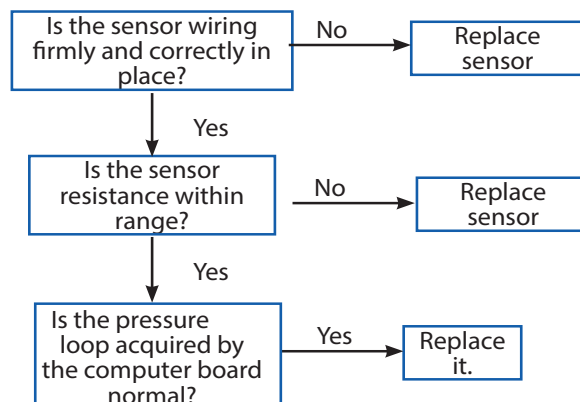 Is the sensor wiring
firmly and correctly in
place?
No
Replace
sensor
Yes
Is the sensor
resistance within
range?
No
Replace
sensor
Yes
Is the pressure
loop acquired by
the computer board
normal?
Yes
Replace
it.